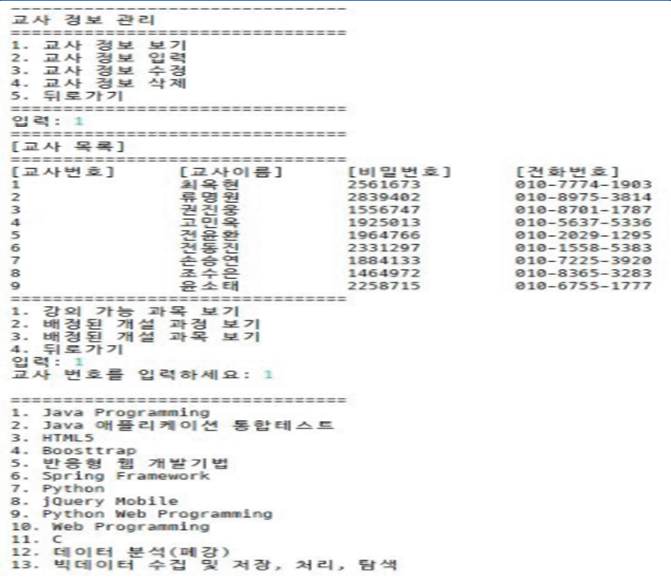 ==================================
교사 정보 관리
==================================
1. 교사 정보 보기
2. 교사 정보 입력
3. 교사 정보 수정
4. 교사 정보 삭제
5. 뒤로가기
==================================
입력: 1
==================================
[교사 목록]
==================================
[교사번호] [교사이름] [비밀번호] [전화번호]
1 최옥현 2561673 010-7774-1903
2 류명원 2839402 010-8975-3814
3 권진웅 1556747 010-8701-1787
4 고민옥 1925013 010-5637-5336
5 전윤환 1964766 010-2029-1295
6 전동진 2331297 010-1558-5383
7 손승연 1884133 010-7225-3920
8 조수은 1464972 010-8365-3283
9 윤소태 2258715 010-6755-1777
==================================
1. 강의 가능 과목 보기
2. 배정된 개설 과정 보기
3. 배정된 개설 과목 보기
4. 뒤로가기
입력: 1
교사 번호를 입력하세요: 1
==================================
1. Java Programming
2. Java 애플리케이션 통합테스트
3. HTML5
4. Boosttrap
5. 반응형 웹 개발기법
6. Spring Framework
7. Python
8. jQuery Mobile
9. Python Web Programming
10. Web Programming
11. C
12. 데이터 분석(폐강)
13. 빅데이터 수집 및 저장, 처리, 탐색